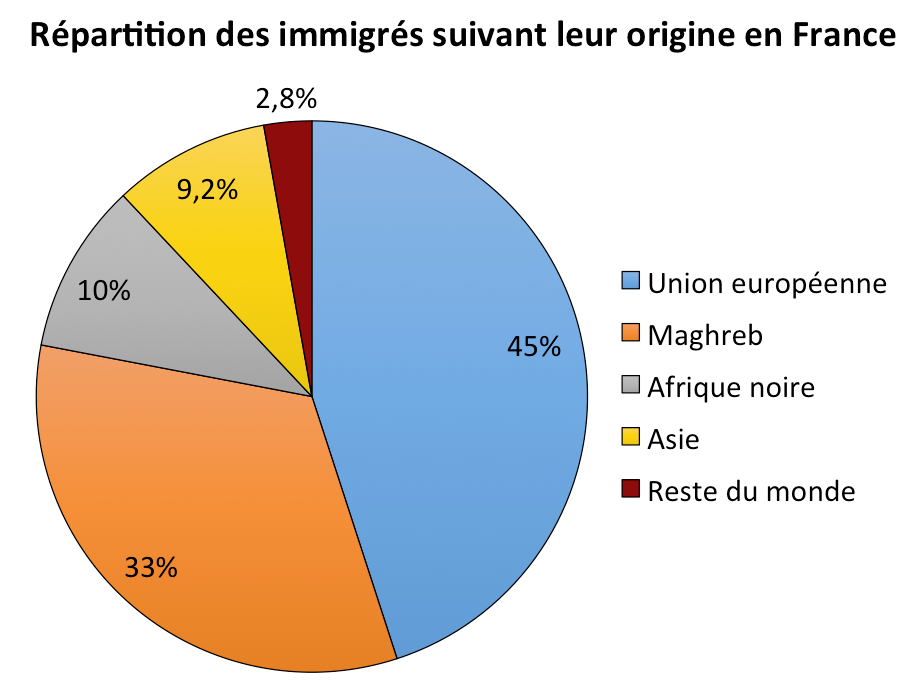 Répartition des immigrés suivant leur origine en France
2,8%
9,2%
10%
45%
33%
Union européenne
Maghreb
Afrique noire
Asie
Reste du monde